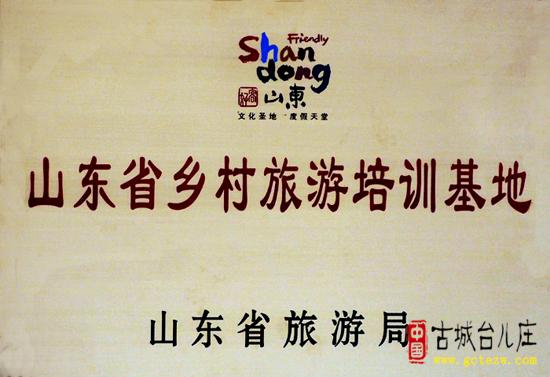 Friendly
Shan
dong
好客 山東
文化圣地 度假天堂
山东省乡村旅游培训基地
山东省旅游局
中国 古城台儿庄
www.gctezw.com